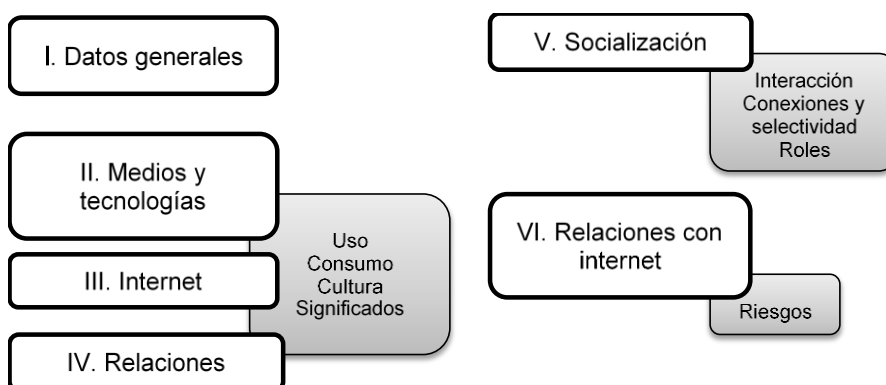 I. Datos generales
II. Medios y
tecnologías
III. Internet
IV. Relaciones
Uso
Consumo
Cultura
Significados
V. Socialización
Interacción
Conexiones y
selectividad
Roles
VI. Relaciones con
internet
Riesgos